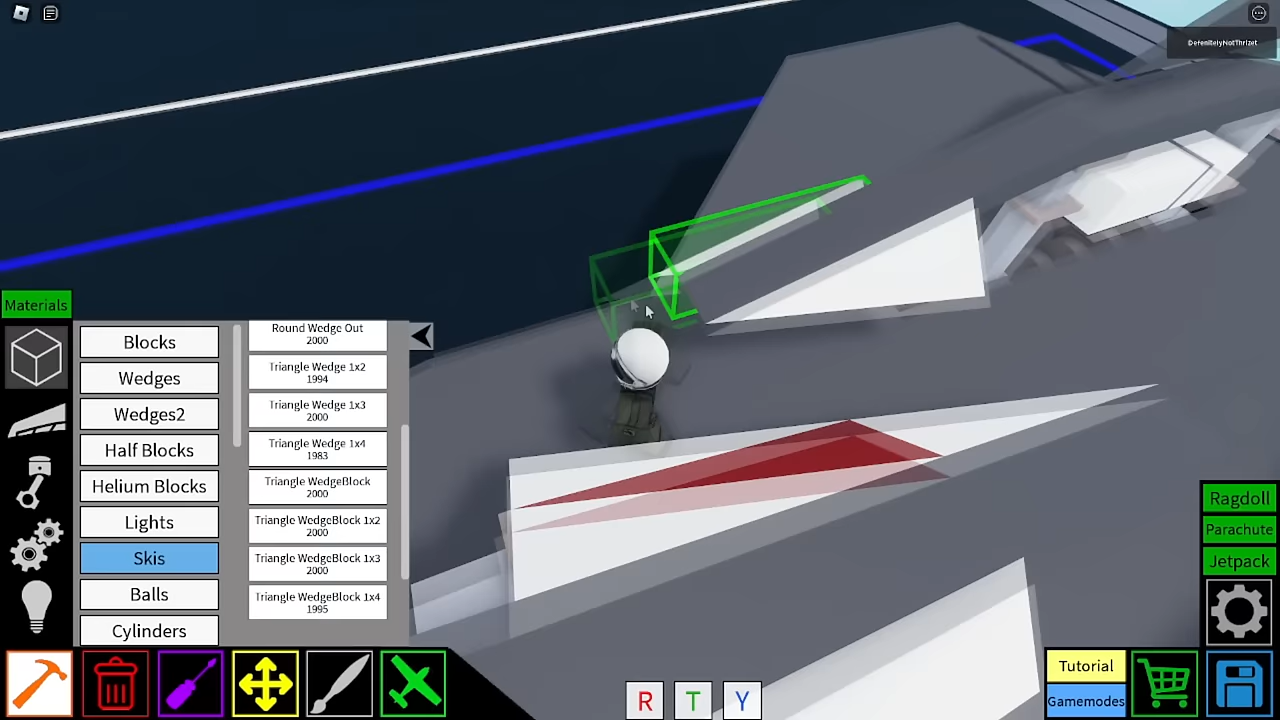 DefenitelyNotThrizet
Materials
Blocks
Wedges
Wedges2
Half Blocks
Helium Blocks
Lights
Skis
Balls
Cylinders
Round Wedge Out
2000
Triangle Wedge 1x2
1994
Triangle Wedge 1x3
2000
Triangle Wedge 1x4
1983
Triangle WedgeBlock
2000
Triangle WedgeBlock 1x2
2000
Triangle WedgeBlock 1x3
2000
Triangle WedgeBlock 1x4
1995
Ragdoll
Parachute
Jetpack
Tutorial
Gamemodes
R T Y